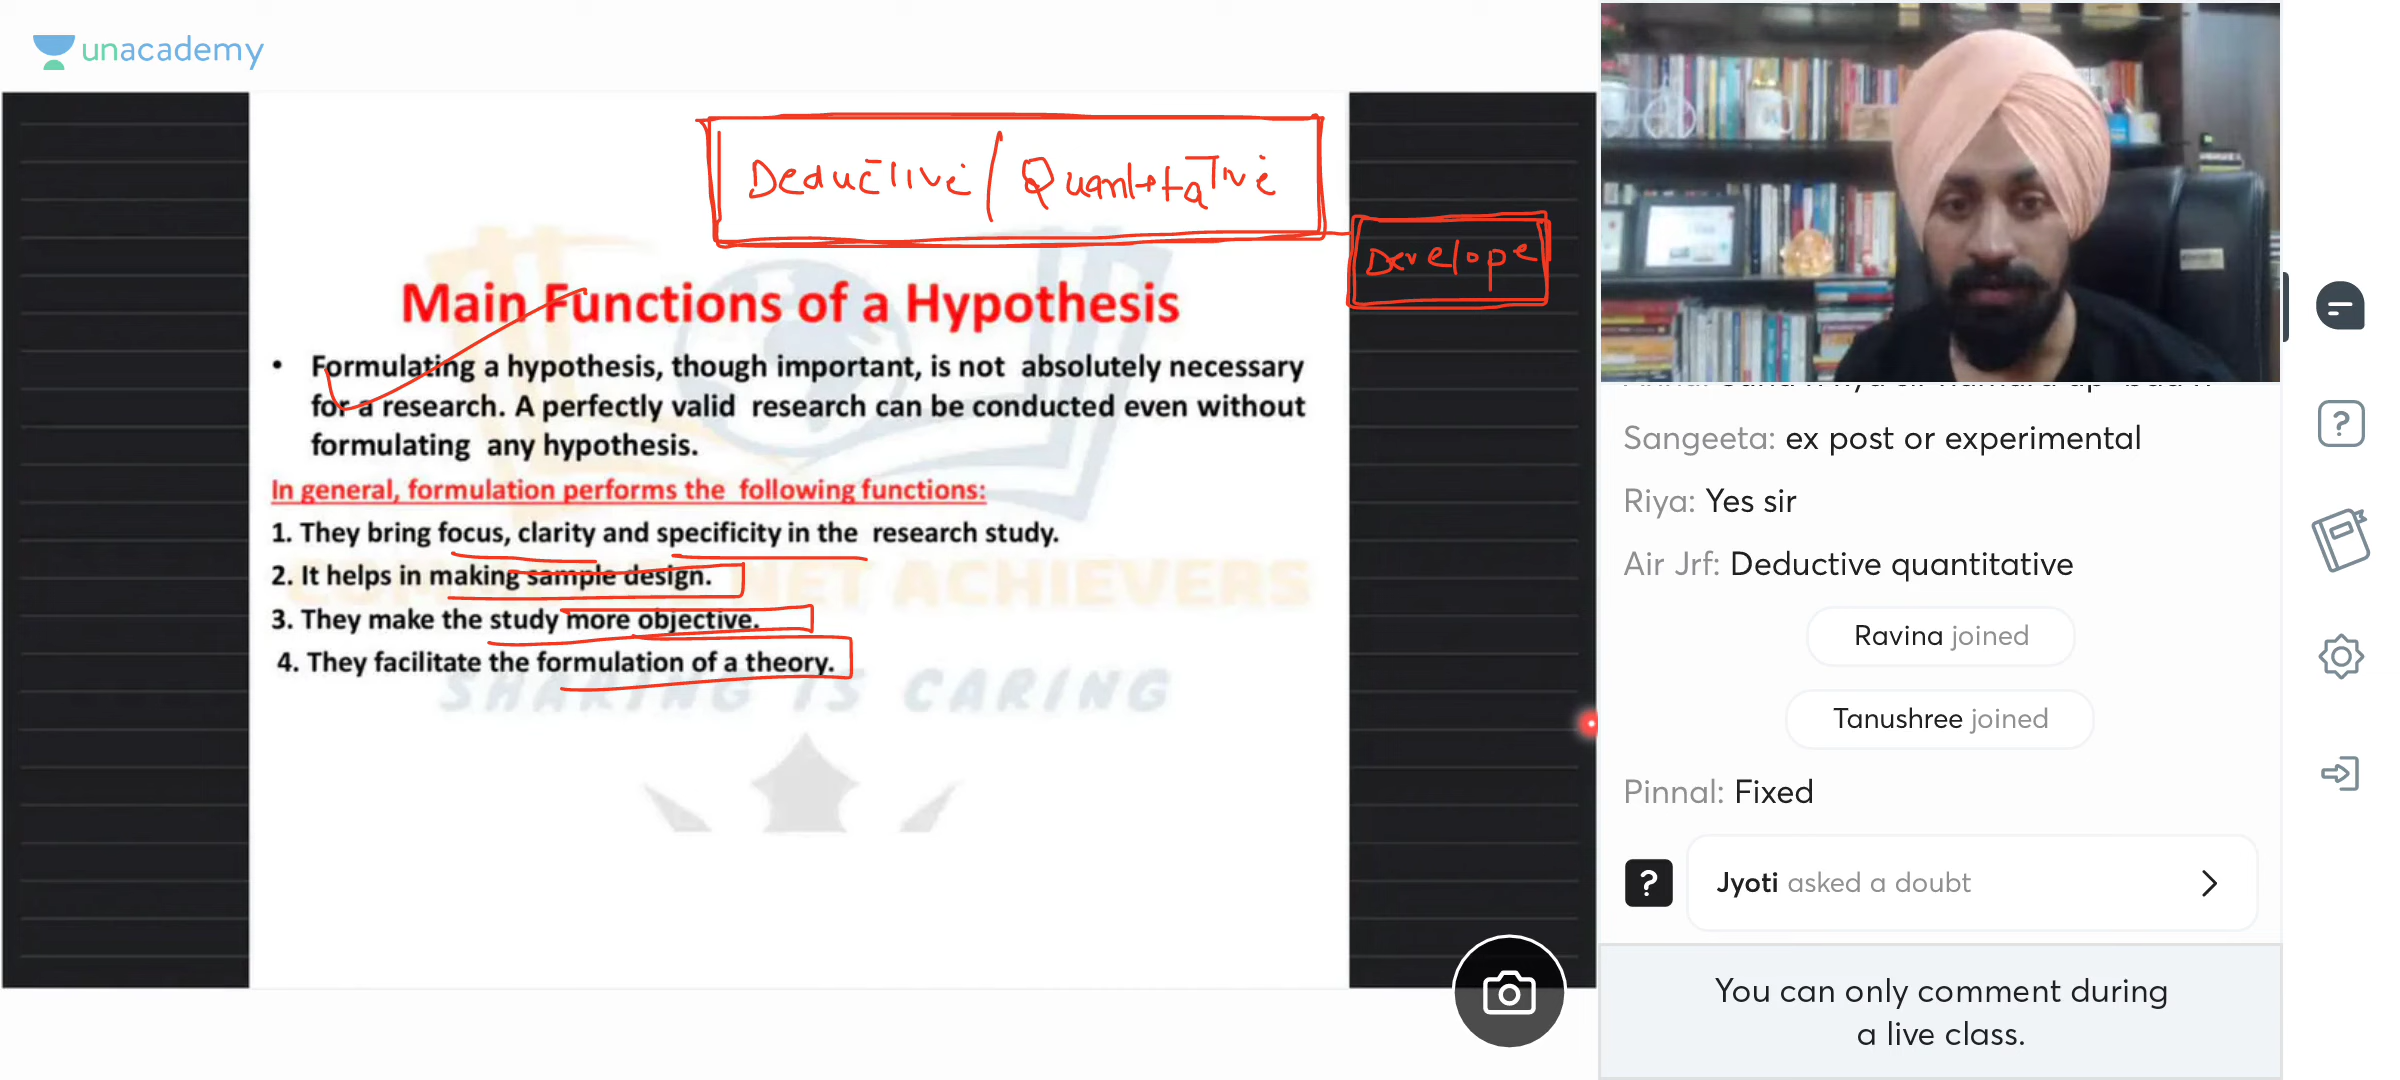 unacademy
Deductive / Quantitative
Develope
Main Functions of a Hypothesis
• Formulating a hypothesis, though important, is not absolutely necessary
for a research. A perfectly valid research can be conducted even without
formulating any hypothesis.
In general, formulation performs the following functions:
1. They bring focus, clarity and specificity in the research study.
2. It helps in making sample design.
3. They make the study more objective.
4. They facilitate the formulation of a theory.
NET ACHIEVERS
SHARING IS CARING
Sangeeta: ex post or experimental
Riya: Yes sir
Air Jrf: Deductive quantitative
Ravina joined
Tanushree joined
Pinnal: Fixed
? Jyoti asked a doubt
You can only comment during
a live class.